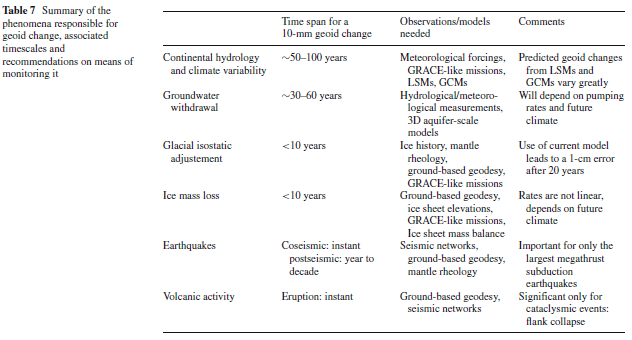 Table 7 Summary of the
phenomena responsible for
geoid change, associated
timescales and
recommendations on means of
monitoring it
Time span for a
10-mm geoid change
Observations/models
needed
Comments
Continental hydrology
and climate variability
∼50–100 years
Meteorological forcings,
GRACE-like missions,
LSMs, GCMs
Predicted geoid changes
from LSMs and
GCMs vary greatly
Groundwater
withdrawal
∼30–60 years
Hydrological/meteoro-
logical measurements,
3D aquifer-scale
models
Will depend on pumping
rates and future
climate
Glacial isostatic
adjustement
<10 years
Ice history, mantle
rheology,
ground-based geodesy,
GRACE-like missions
Use of current model
leads to a 1-cm error
after 20 years
Ice mass loss
<10 years
Ground-based geodesy,
ice sheet elevations,
GRACE-like missions,
Ice sheet mass balance
Rates are not linear,
depends on future
climate
Earthquakes
Coseismic: instant
postseismic: year to
decade
Seismic networks,
ground-based geodesy,
mantle rheology
Important for only the
largest megathrust
subduction
earthquakes
Volcanic activity
Eruption: instant
Ground-based geodesy,
seismic networks
Significant only for
cataclysmic events:
flank collapse